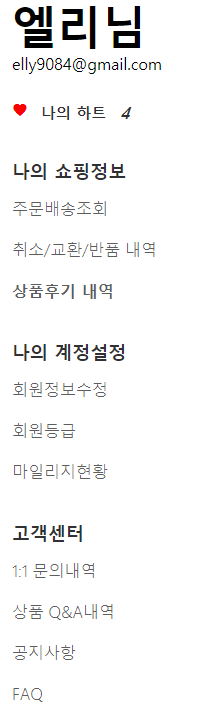 엘리님
elly9084@gmail.com
나의 하트 4
나의 쇼핑정보
주문배송조회
취소/교환/반품 내역
상품후기 내역
나의 계정설정
회원정보수정
회원등급
마일리지현황
고객센터
1:1 문의내역
상품 Q&A내역
공지사항
FAQ